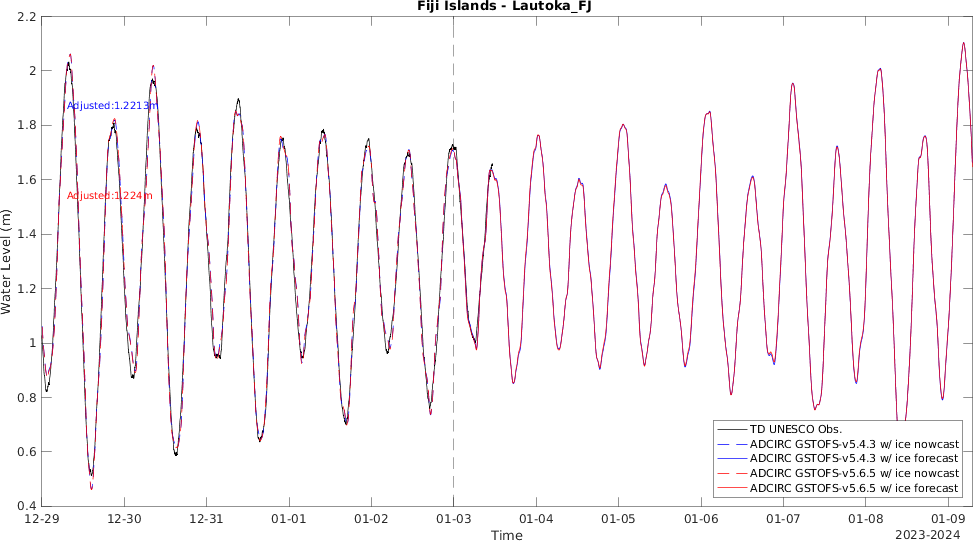 Fiji Islands - Lautoka_FJ
2.2
2
1.8
1.6
1.4
1.2
1
0.8
0.6
0.4
Water Level (m)
Adjusted:1.2213m
Adjusted:1.224m
TD UNESCO Obs.
ADCIRC GSTOFS-v5.4.3 w/ ice nowcast
ADCIRC GSTOFS-v5.4.3 w/ ice forecast
ADCIRC GSTOFS-v5.6.5 w/ ice nowcast
ADCIRC GSTOFS-v5.6.5 w/ ice forecast
12-29 12-30 12-31 01-01 01-02 01-03 01-04 01-05 01-06 01-07 01-08 01-09
Time
2023-2024